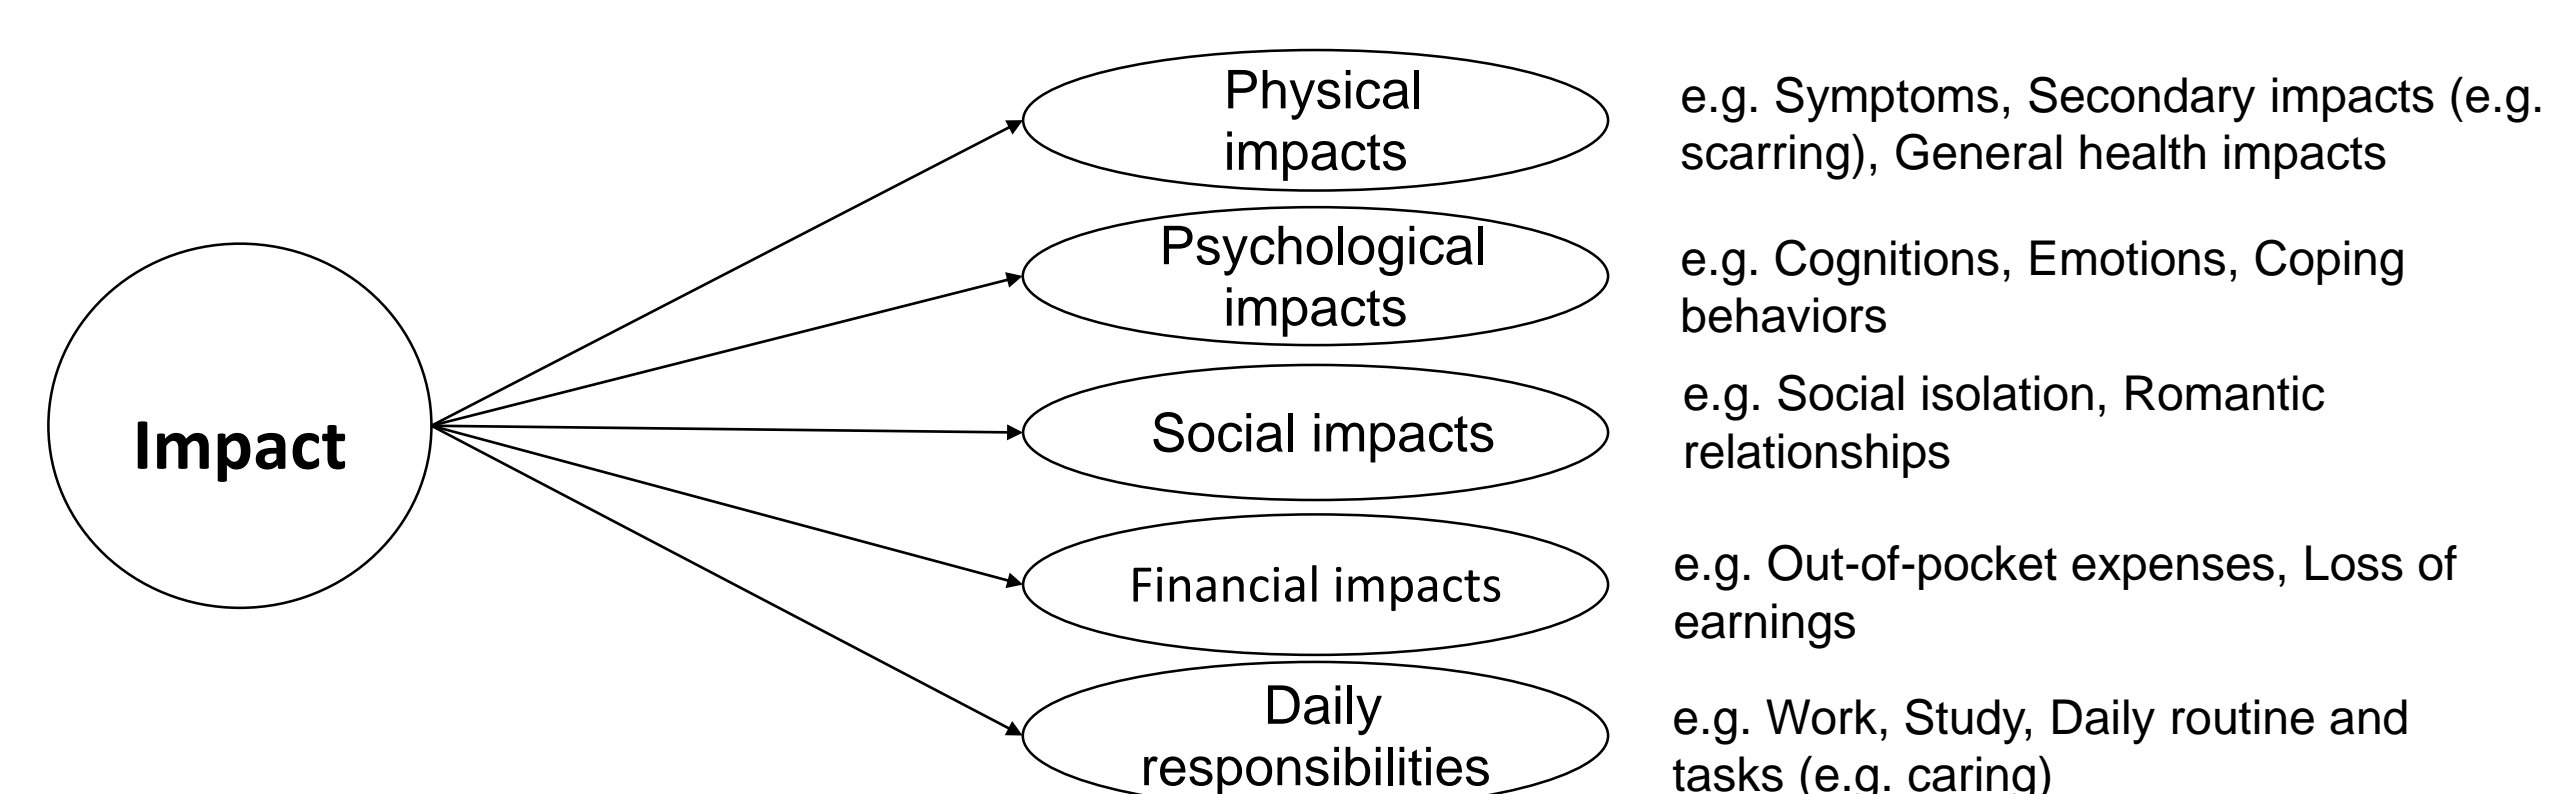 Physical
impacts
e.g. Symptoms, Secondary impacts (e.g.
scarring), General health impacts
Psychological
impacts
e.g. Cognitions, Emotions, Coping
behaviors
Impact
Social impacts
e.g. Social isolation, Romantic
relationships
Financial impacts
e.g. Out-of-pocket expenses, Loss of
earnings
Daily
responsibilities
e.g. Work, Study, Daily routine and
tasks (e.g. caring)